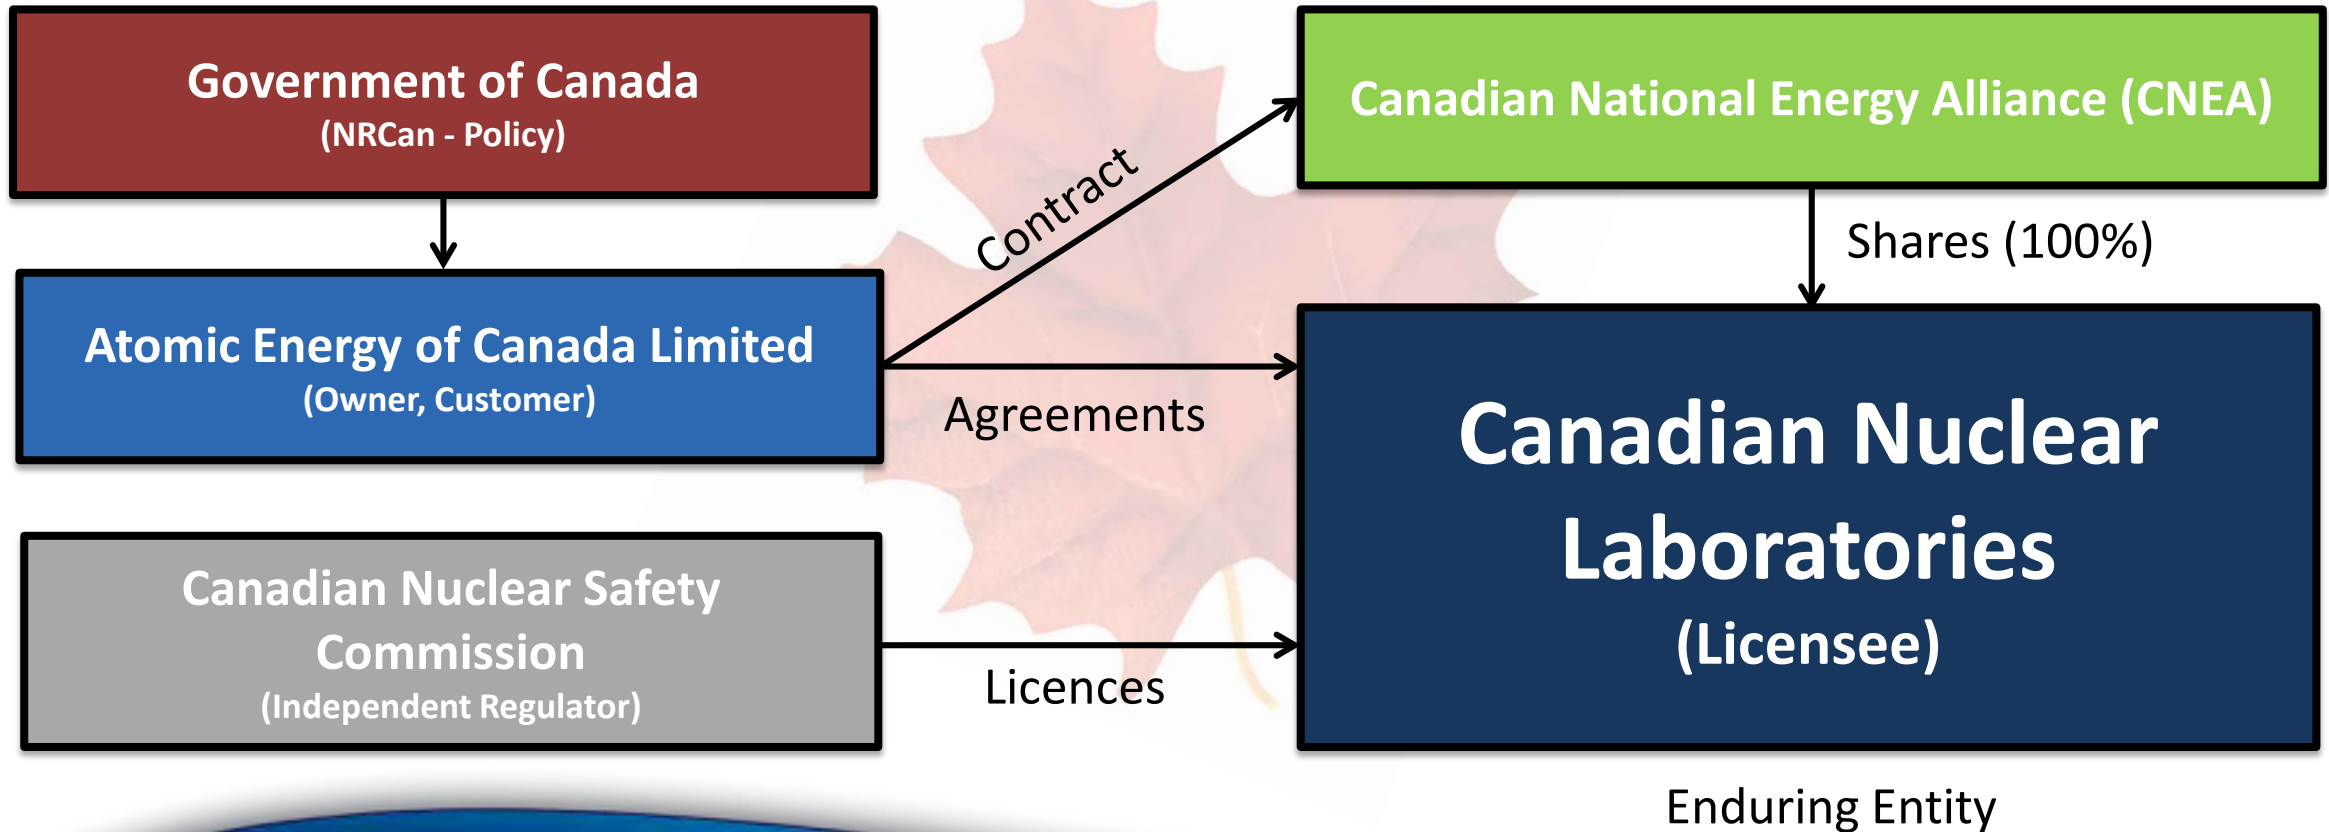 Government of Canada
(NRCan - Policy)
Canadian National Energy Alliance (CNEA)
Contract
Shares (100%)
Atomic Energy of Canada Limited
(Owner, Customer)
Agreements
Canadian Nuclear
Laboratories
(Licensee)
Canadian Nuclear Safety
Commission
(Independent Regulator)
Licences
Enduring Entity